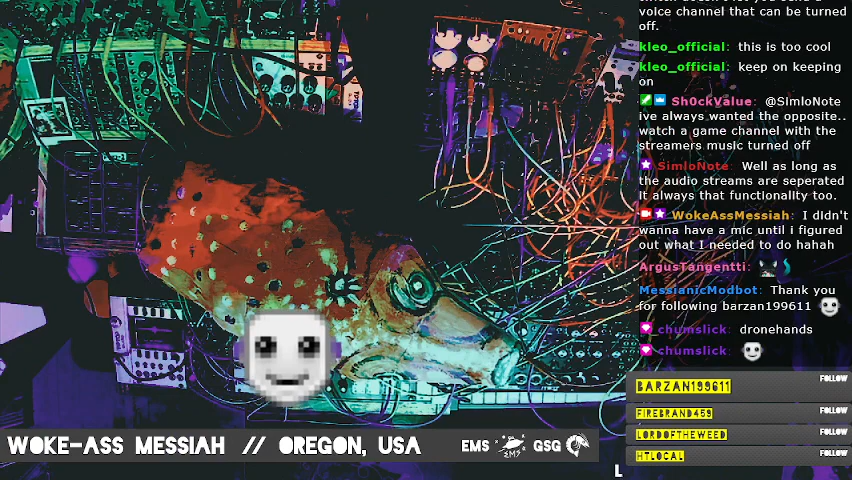 voice channel that can be turned
off.
kleo_official: this is too cool
kleo_official: keep on keeping
on
Sh0ckValue: @SimloNote
ive always wanted the opposite..
watch a game channel with the
streamers music turned off
SimloNote: Well as long as
the audio streams are seperated
it always that functionality too.
WokeAssMessiah: I didn't
wanna have a mic until i figured
out what I needed to do hahah
ArgusTangentti:
MessianicModbot: Thank you
for following barzan199611
chumslick: dronehands
chumslick:
BARZAN199611 FOLLOW
FIREBRAND459 FOLLOW
LORDOFTHEWEED FOLLOW
HTLOCAL FOLLOW
WOKE-ASS MESSIAH // OREGON, USA EMS EMS GSG
L